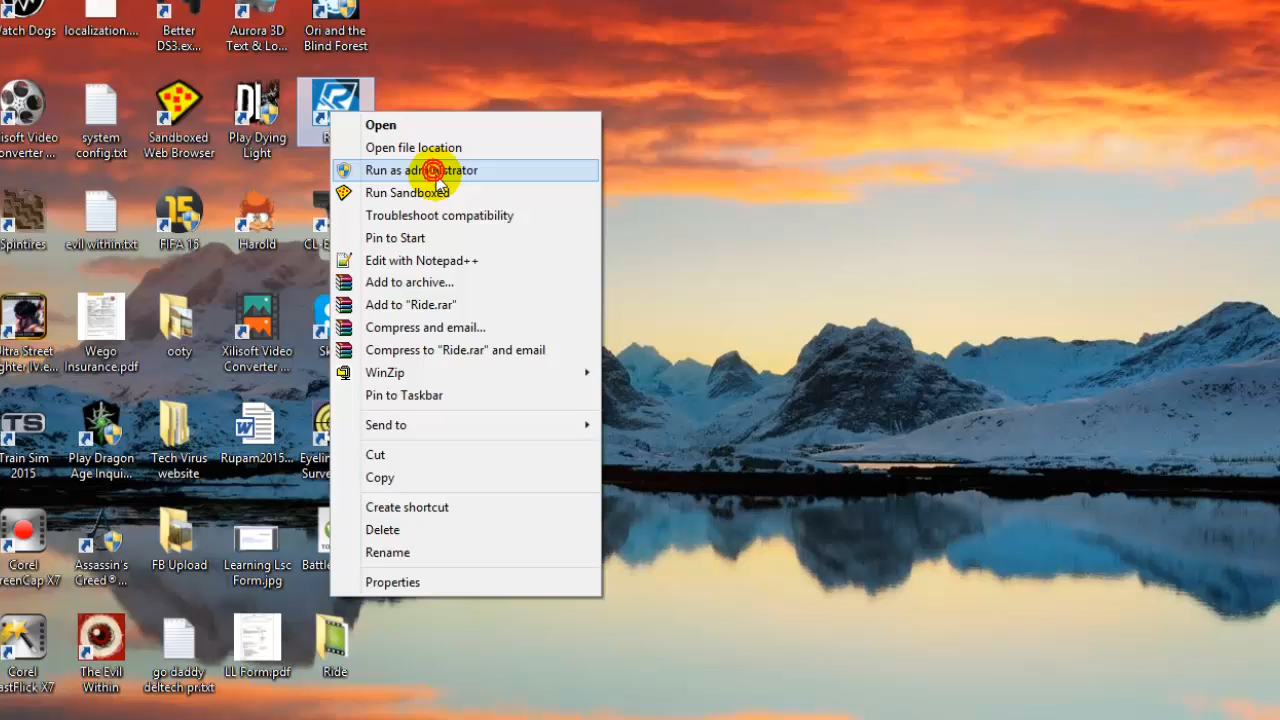 Watch Dogs
localization....
Better
DS3.ex...
Aurora 3D
Text & Lo...
Ori and the
Blind Forest
system
config.txt
Sandboxed
Web Browser
Play Dying
Light
Spintires
evil within.txt
FIFA 15
Harold
Wego
Insurance.pdf
ooty
Xilisoft Video
Converter ...
Train Sim
2015
Play Dragon
Age Inqui...
Tech Virus
website
Rupam2015...
Corel
Assassin's
Creed®...
FB Upload
Learning Lsc
Form.jpg
Corel
The Evil
Within
go daddy
deltech pr.txt
LL Form.pdf
Ride
Open
Open file location
Run as administrator
Run Sandboxed
Troubleshoot compatibility
Pin to Start
Edit with Notepad++
Add to archive...
Add to "Ride.rar"
Compress and email...
Compress to "Ride.rar" and email
WinZip
Pin to Taskbar
Send to
Cut
Copy
Create shortcut
Delete
Rename
Properties